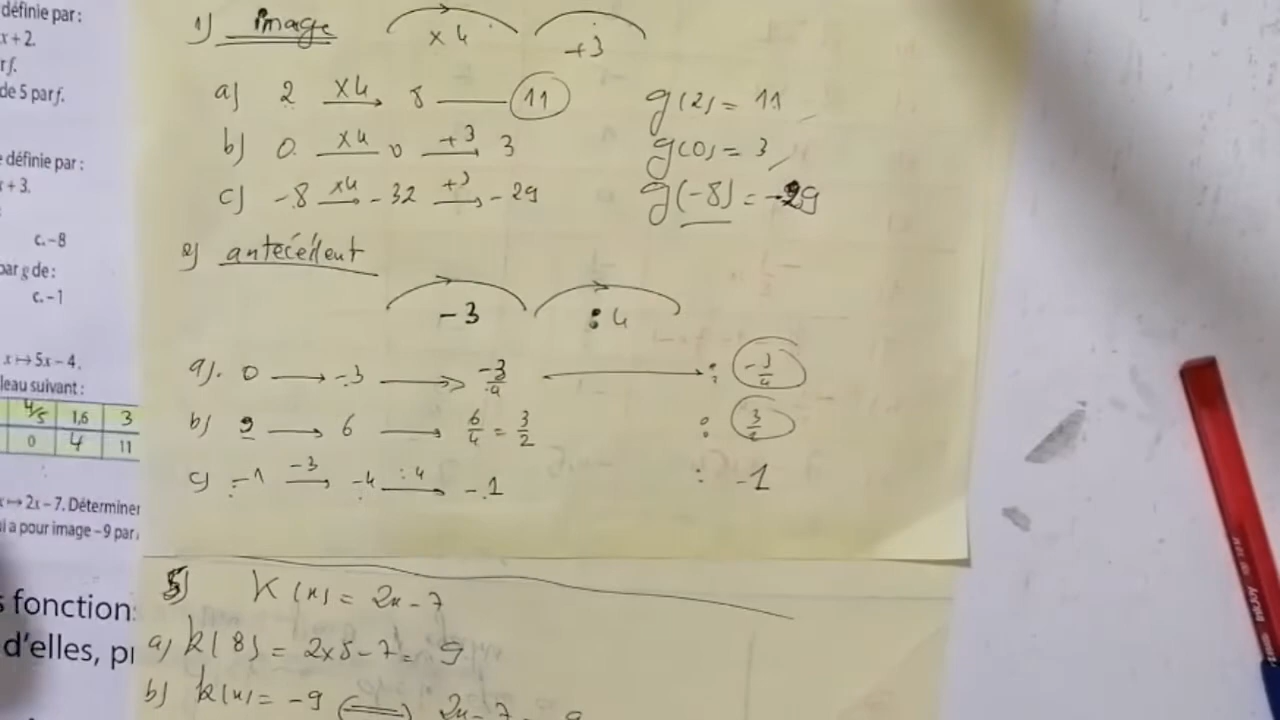 définie par :
x + 2.
r f.
de 5 par f.
définie par :
x + 3.
c. -8
par g de :
c. -1
x ↦ 5x - 4.
leau suivant :
4/5 1,6 3
0 4 11
x ↦ 2x - 7. Déterminer
i a pour image -9 par
s fonction
d'elles, pr
1) image ×4 +3
a) 2 ×4→ 8 — 11 g(2) = 11
b) 0 ×4→ 0 +3→ 3 g(0) = 3
c) -8 ×4→ -32 +3→ -29 g(-8) = -29
2) antécédent
-3 : 4
a). 0 → -3 → -3/4 → : -3/4
b) 9 → 6 → 6/4 = 3/2 : 3/2
c) -1 -3→ -4 :4→ -1 : -1
5) K(x) = 2x - 7
a) k(8) = 2×8 - 7 = 9
b) k(x) = -9 ⟺ 2x - 7